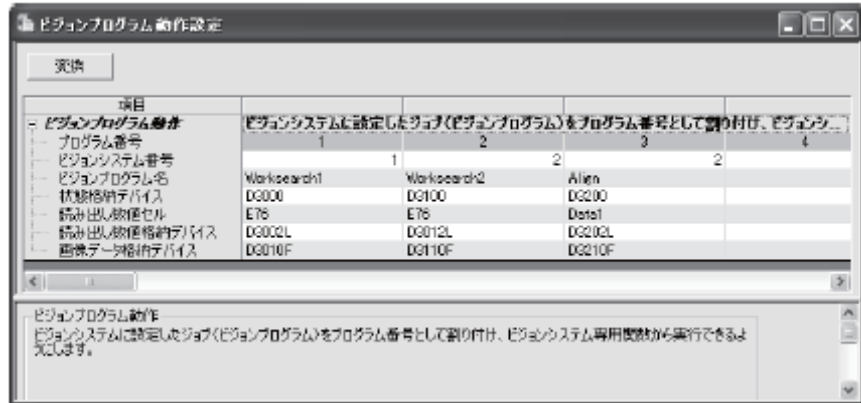 ビジョンプログラム動作設定
変換
項目
ビジョンプログラム動作 ビジョンシステムに設定したジョブ(ビジョンプログラム)をプログラム番号として割り付け、ビジョンシ...
プログラム番号 1 2 3 4
ビジョンシステム番号 1 2 2
ビジョンプログラム名 Worksearch1 Worksearch2 Align
状態格納デバイス D3000 D3100 D3200
読み出し数値セル E76 E76 Data1
読み出し数値格納デバイス D3002L D3012L D3202L
画像データ格納デバイス D3010F D3110F D3210F
ビジョンプログラム動作
ビジョンシステムに設定したジョブ(ビジョンプログラム)をプログラム番号として割り付け、ビジョンシステム専用関数から実行できるよ
うにします。